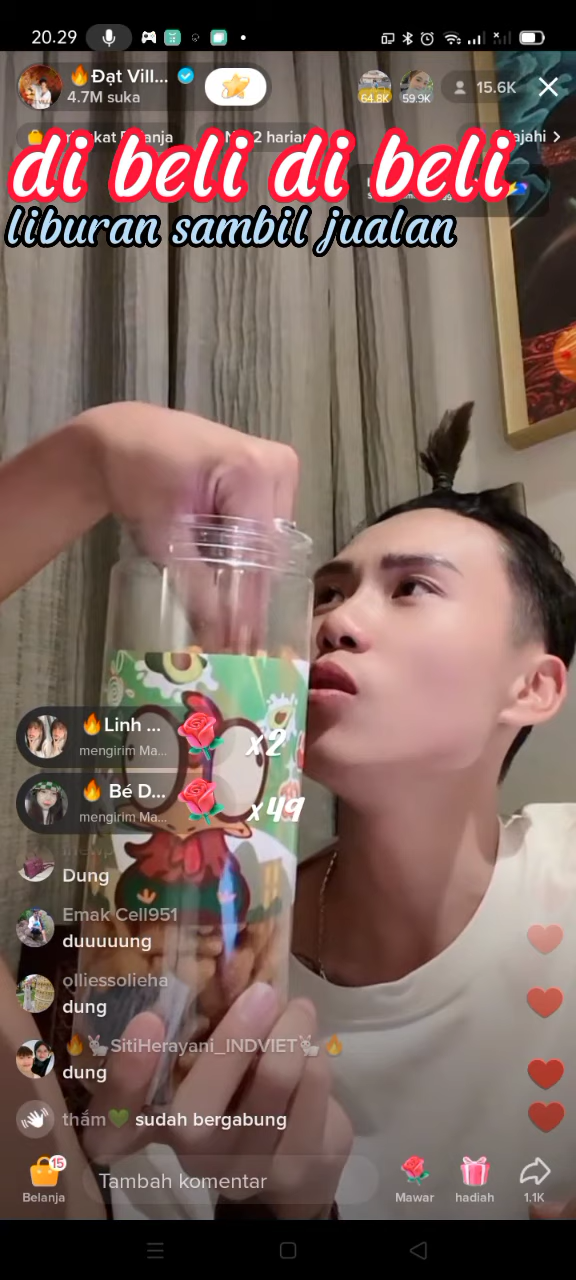 20.29
🔥Đạt Vill...
4.7M suka
64.8K
59.9K
15.6K
di beli di beli
liburan sambil jualan
🔥Linh ...
mengirim Ma...
x2
🔥 Bé D...
mengirim Ma...
x49
Dung
Emak Cell951
duuuuung
olliessolieha
dung
🔥🐇SitiHerayani_INDVIET🐇🔥
dung
thắm💚 sudah bergabung
15
Belanja
Tambah komentar
Mawar
hadiah
1.1K